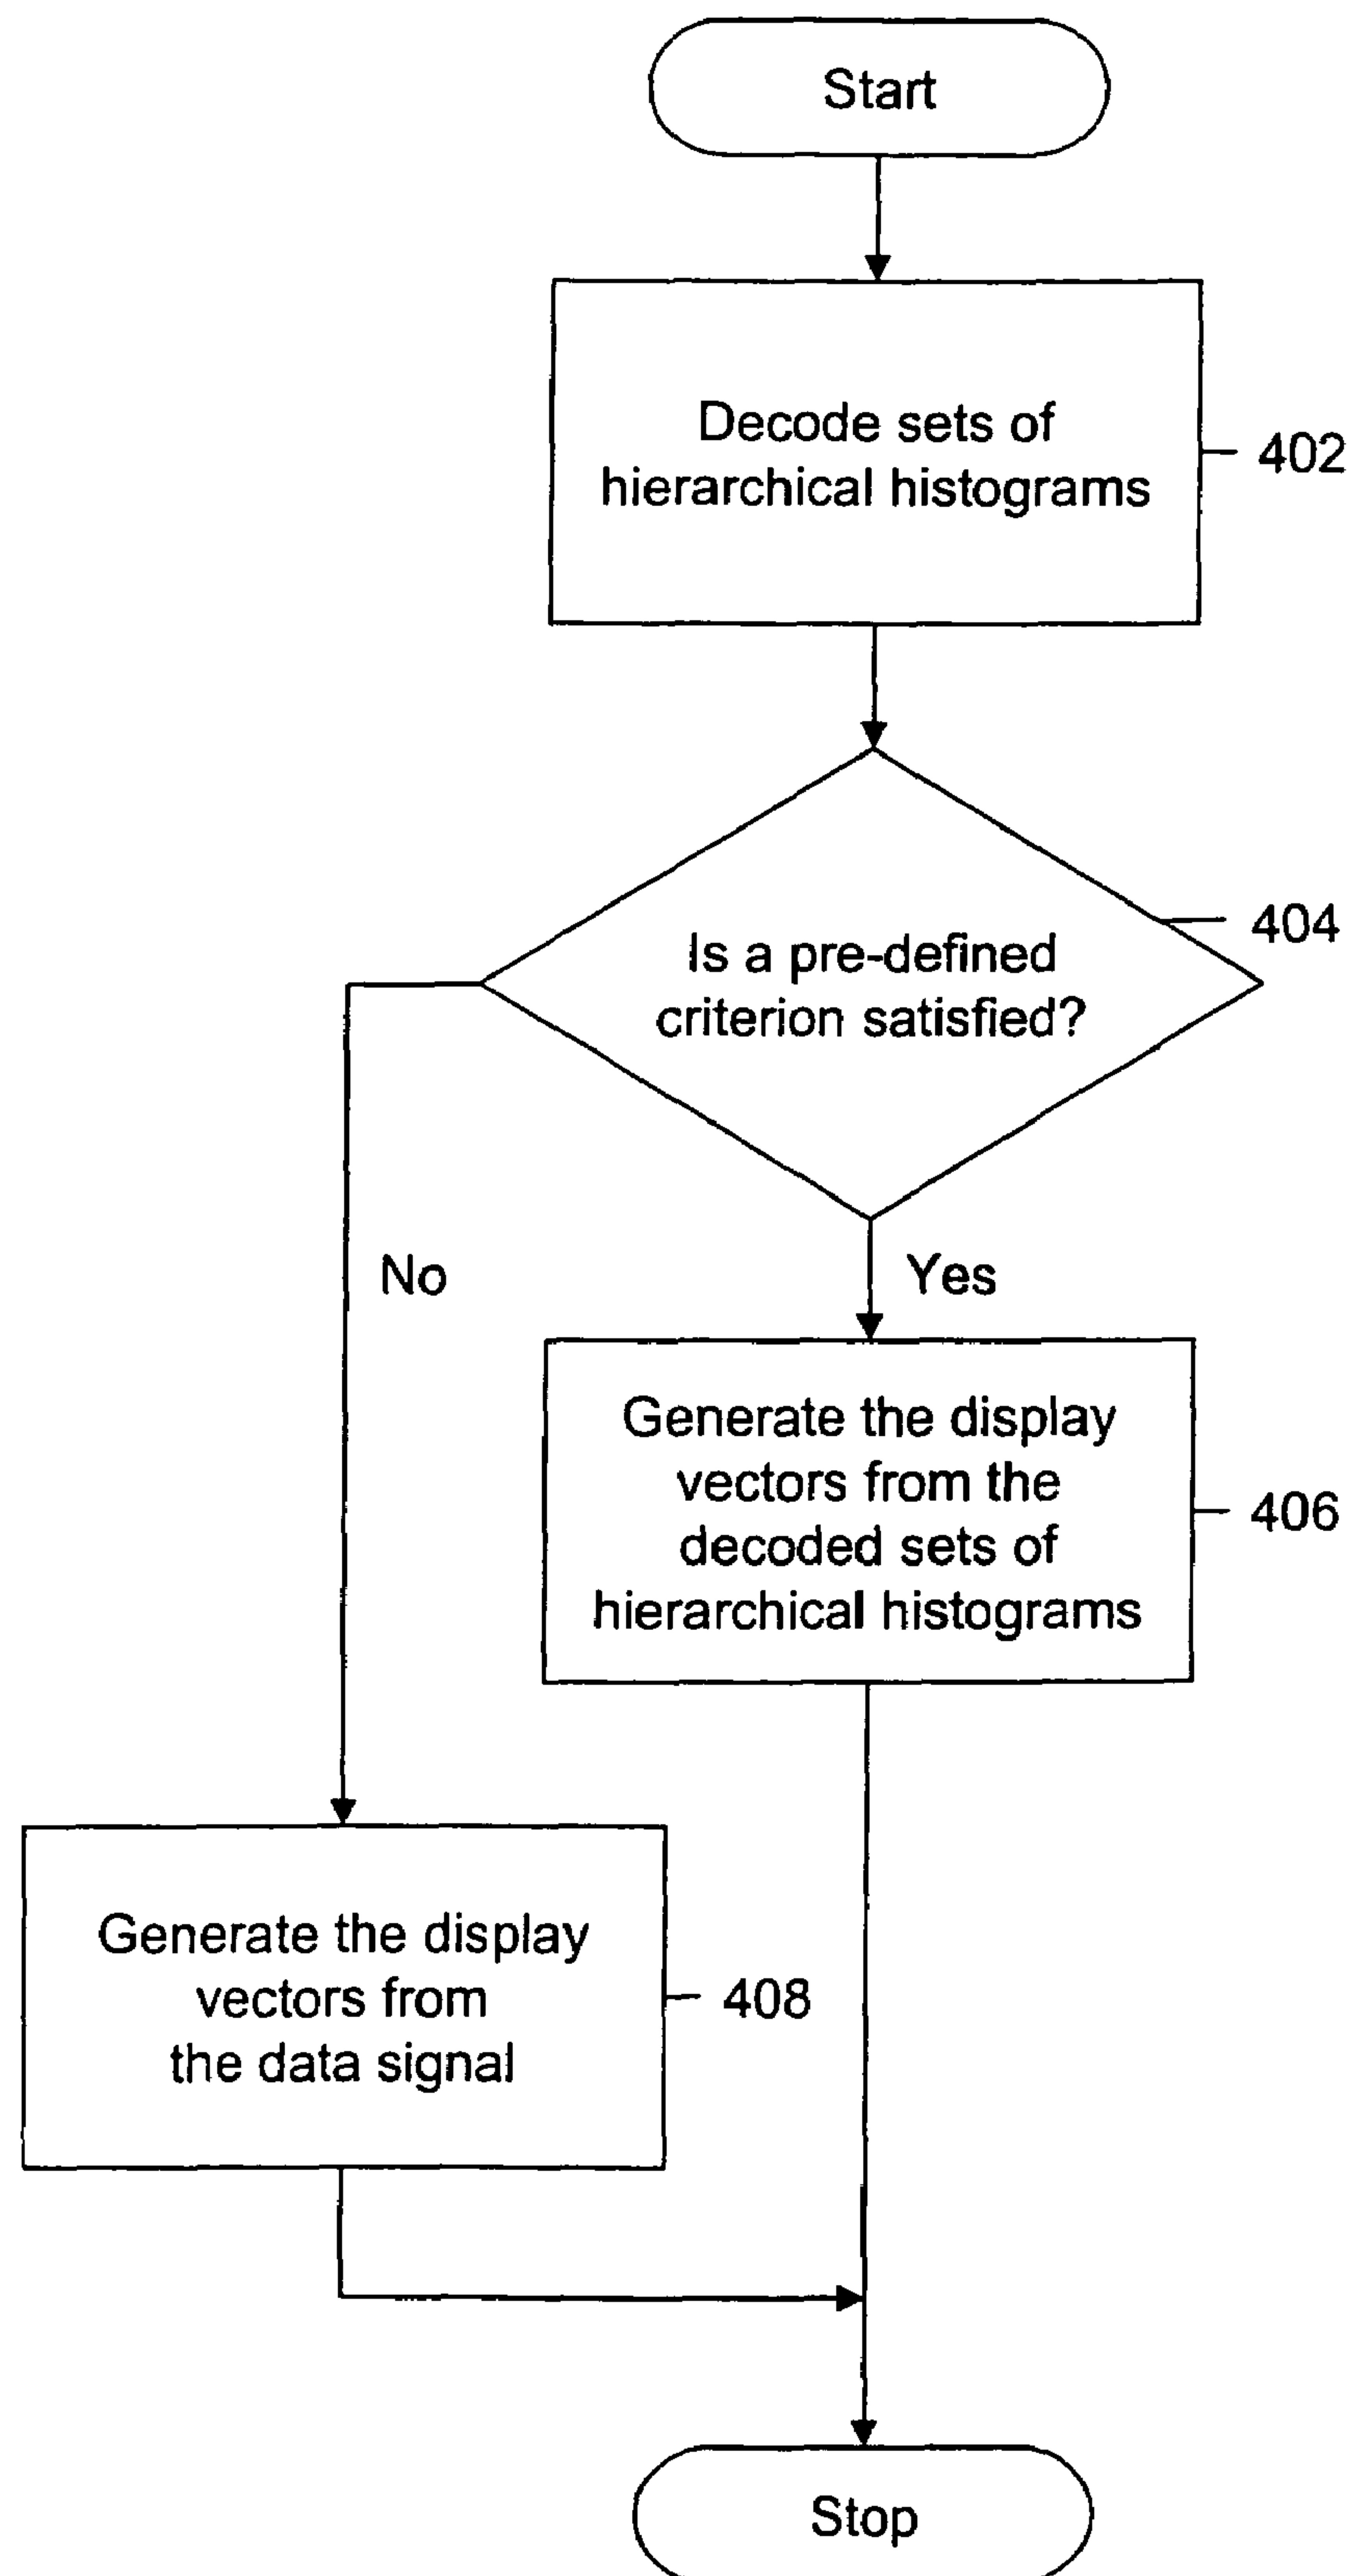 Start
Decode sets of
hierarchical histograms
402
Is a pre-defined
criterion satisfied?
404
No
Yes
Generate the display
vectors from the
decoded sets of
hierarchical histograms
406
Generate the display
vectors from
the data signal
408
Stop